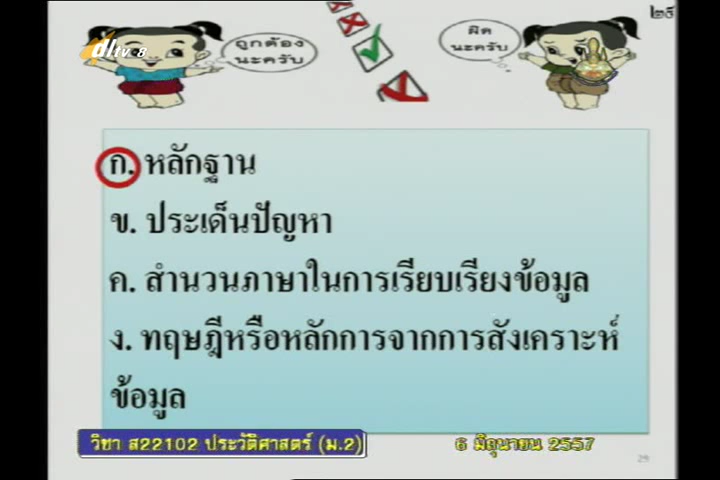 ๒๕
dltv 8
ถูกต้อง
นะครับ
ผิด
นะครับ
ก. หลักฐาน
ข. ประเด็นปัญหา
ค. สำนวนภาษาในการเรียบเรียงข้อมูล
ง. ทฤษฎีหรือหลักการจากการสังเคราะห์
ข้อมูล
วิชา ส22102 ประวัติศาสตร์ (ม.2)
6 มิถุนายน 2557
29